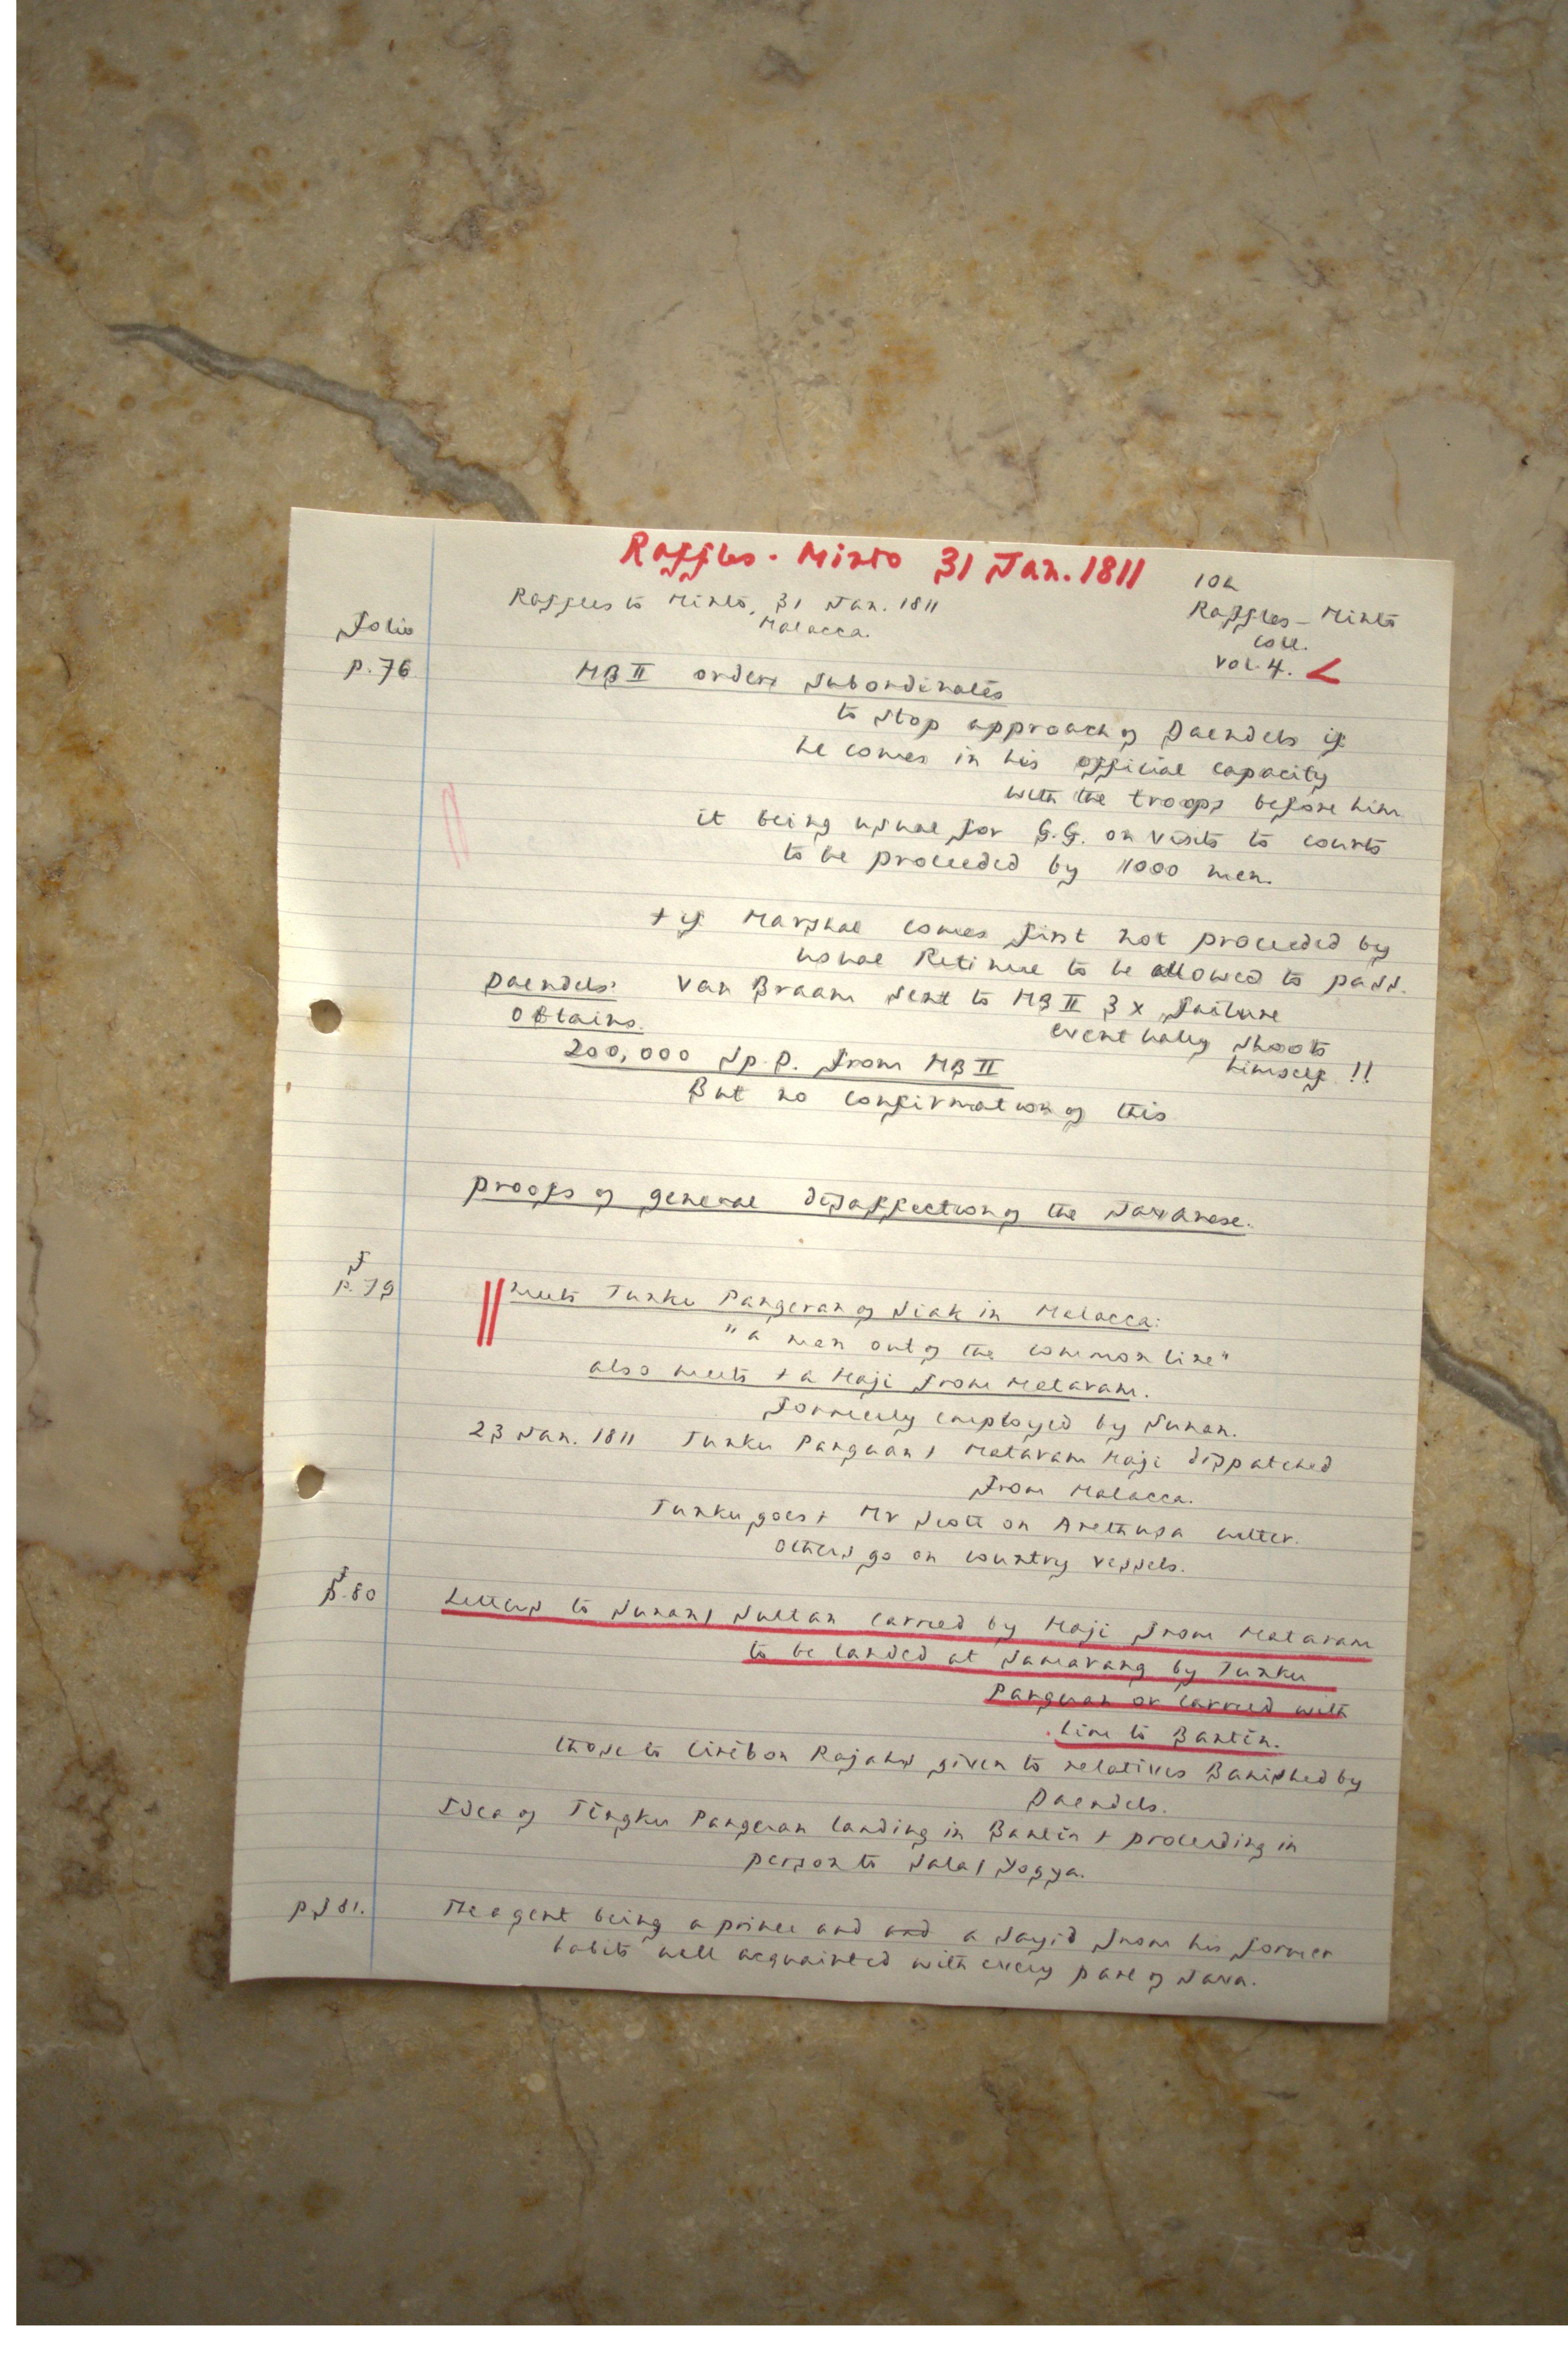 Raffles - Minto 31 Jan. 1811
IOL
Raffles to Minto, 31 Jan. 1811
Malacca.
Raffles - Minto
coll.
vol. 4.
folio
p. 76
HB II orders subordinates
to stop approach of Daendels if
he comes in his official capacity
with the troops before him
it being usual for G.G. on visits to courts
to be proceeded by 1000 men.
+ if Marshal comes first not proceeded by
usual Retinue to be allowed to pass.
Daendels: Van Braam sent to HB II 3 x failure
eventually shoots
himself !!
obtains.
200,000 Sp. D. from HB II
But no confirmation of this
proofs of general disaffection of the Javanese.
f
p. 79
meets Tunku Pangeran of Siak in Malacca:
"a man out of the common line"
also meets + a Haji from Mataram.
formerly employed by Sunan.
23 Jan. 1811 Tunku Pangeran + Mataram Haji dispatched
from Malacca.
Tunku goes + Mr Scott on Arethusa cutter.
others go on country vessels.
f
p. 80
Letters to Sunan / Sultan carried by Haji from Mataram
to be landed at Samarang by Tunku
Pangeran or carried with
him to Bantin.
those to Ciribon Rajahs given to relatives Banished by
Daendels.
Idea of Tingku Pangeran landing in Bantin + proceeding in
person to Sala / Yogya.
p f 81.
The agent being a prince and and a Sayid from his former
habits well acquainted with every part of Java.